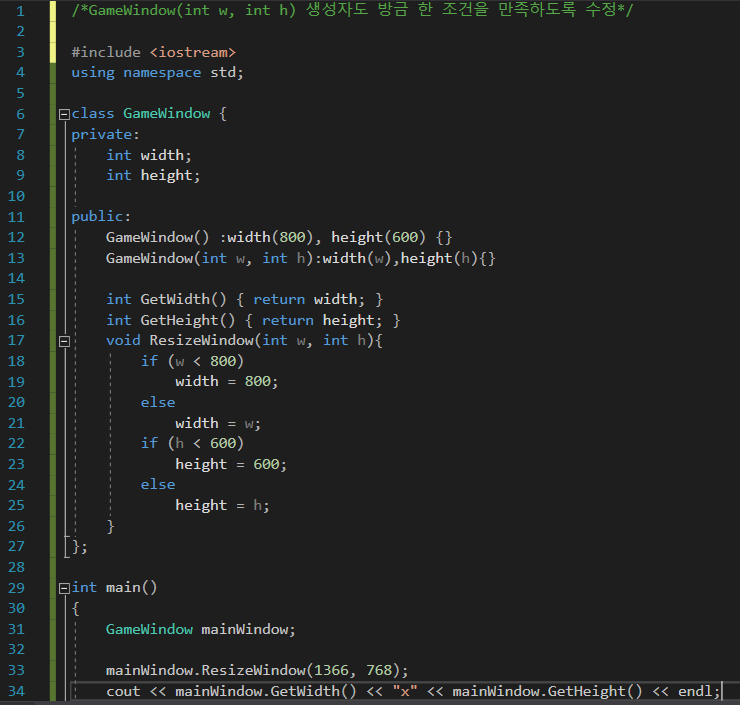 1 /*GameWindow(int w, int h) 생성자도 방금 한 조건을 만족하도록 수정*/
2
3 #include <iostream>
4 using namespace std;
5
6 class GameWindow {
7 private:
8 int width;
9 int height;
10
11 public:
12 GameWindow() :width(800), height(600) {}
13 GameWindow(int w, int h):width(w),height(h){}
14
15 int GetWidth() { return width; }
16 int GetHeight() { return height; }
17 void ResizeWindow(int w, int h){
18 if (w < 800)
19 width = 800;
20 else
21 width = w;
22 if (h < 600)
23 height = 600;
24 else
25 height = h;
26 }
27 };
28
29 int main()
30 {
31 GameWindow mainWindow;
32
33 mainWindow.ResizeWindow(1366, 768);
34 cout << mainWindow.GetWidth() << "x" << mainWindow.GetHeight() << endl;